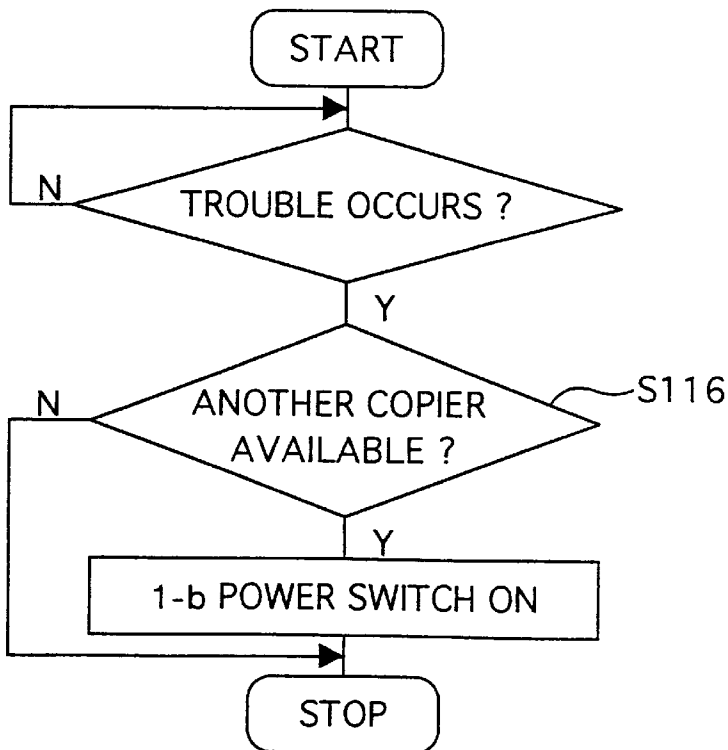 START
N
TROUBLE OCCURS ?
Y
N
ANOTHER COPIER
AVAILABLE ?
S116
Y
1-b POWER SWITCH ON
STOP